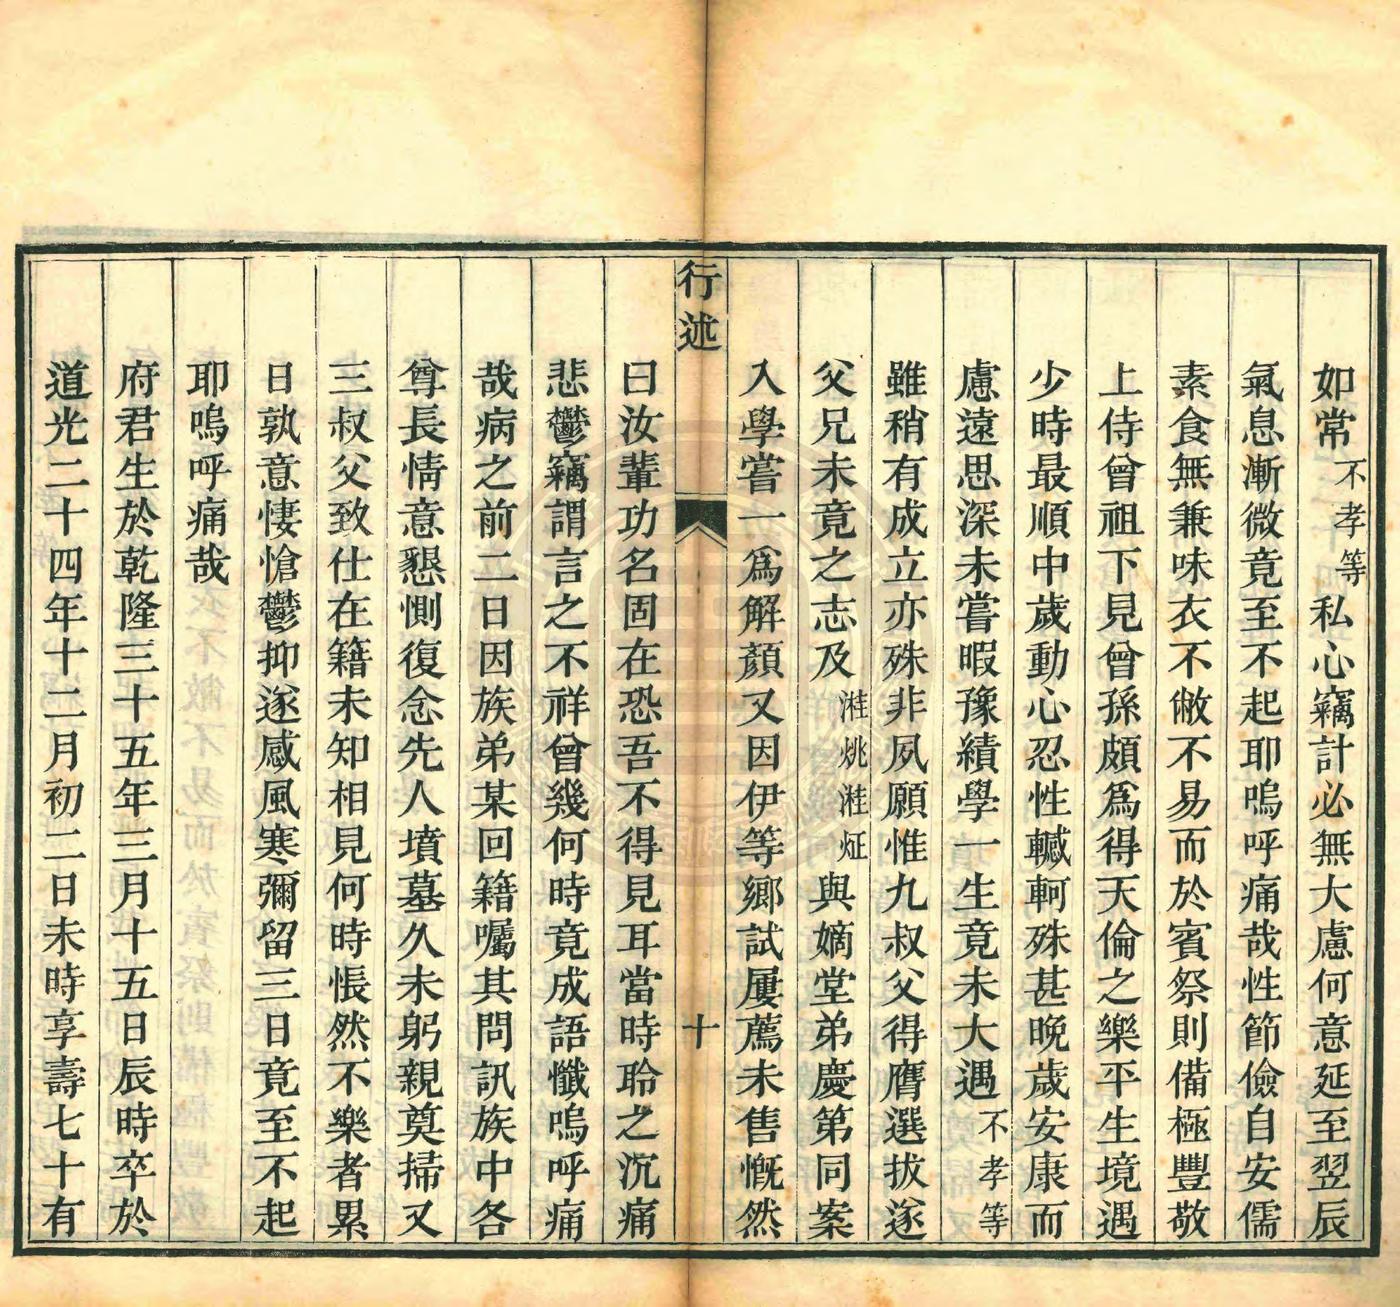 如常不孝等私心竊計必無大慮何意延至翌辰
氣息漸微竟至不起耶嗚呼痛哉性節儉自安儒
素食無兼味衣不敝不易而於賓祭則備極豐敬
上侍曾祖下見曾孫頗爲得天倫之樂平生境遇
少時最順中歲動心忍性轗軻殊甚晚歲安康而
慮遠思深未嘗暇豫績學一生竟未大遇不孝等
雖稍有成立亦殊非夙願惟九叔父得膺選拔遂
父兄未竟之志及溎烑溎炡與嫡堂弟慶第同案
入學嘗一爲解顏又因伊等鄉試屢薦未售慨然
行述
十
曰汝輩功名固在恐吾不得見耳當時聆之沉痛
悲鬱竊謂言之不祥曾幾何時竟成語懺嗚呼痛
哉病之前二日因族弟某回籍囑其問訊族中各
尊長情意懇惻復念先人墳墓久未躬親奠掃又
三叔父致仕在籍未知相見何時悵然不樂者累
日孰意悽愴鬱抑遂感風寒彌留三日竟至不起
耶嗚呼痛哉
府君生於乾隆三十五年三月十五日辰時卒於
道光二十四年十二月初二日未時享壽七十有